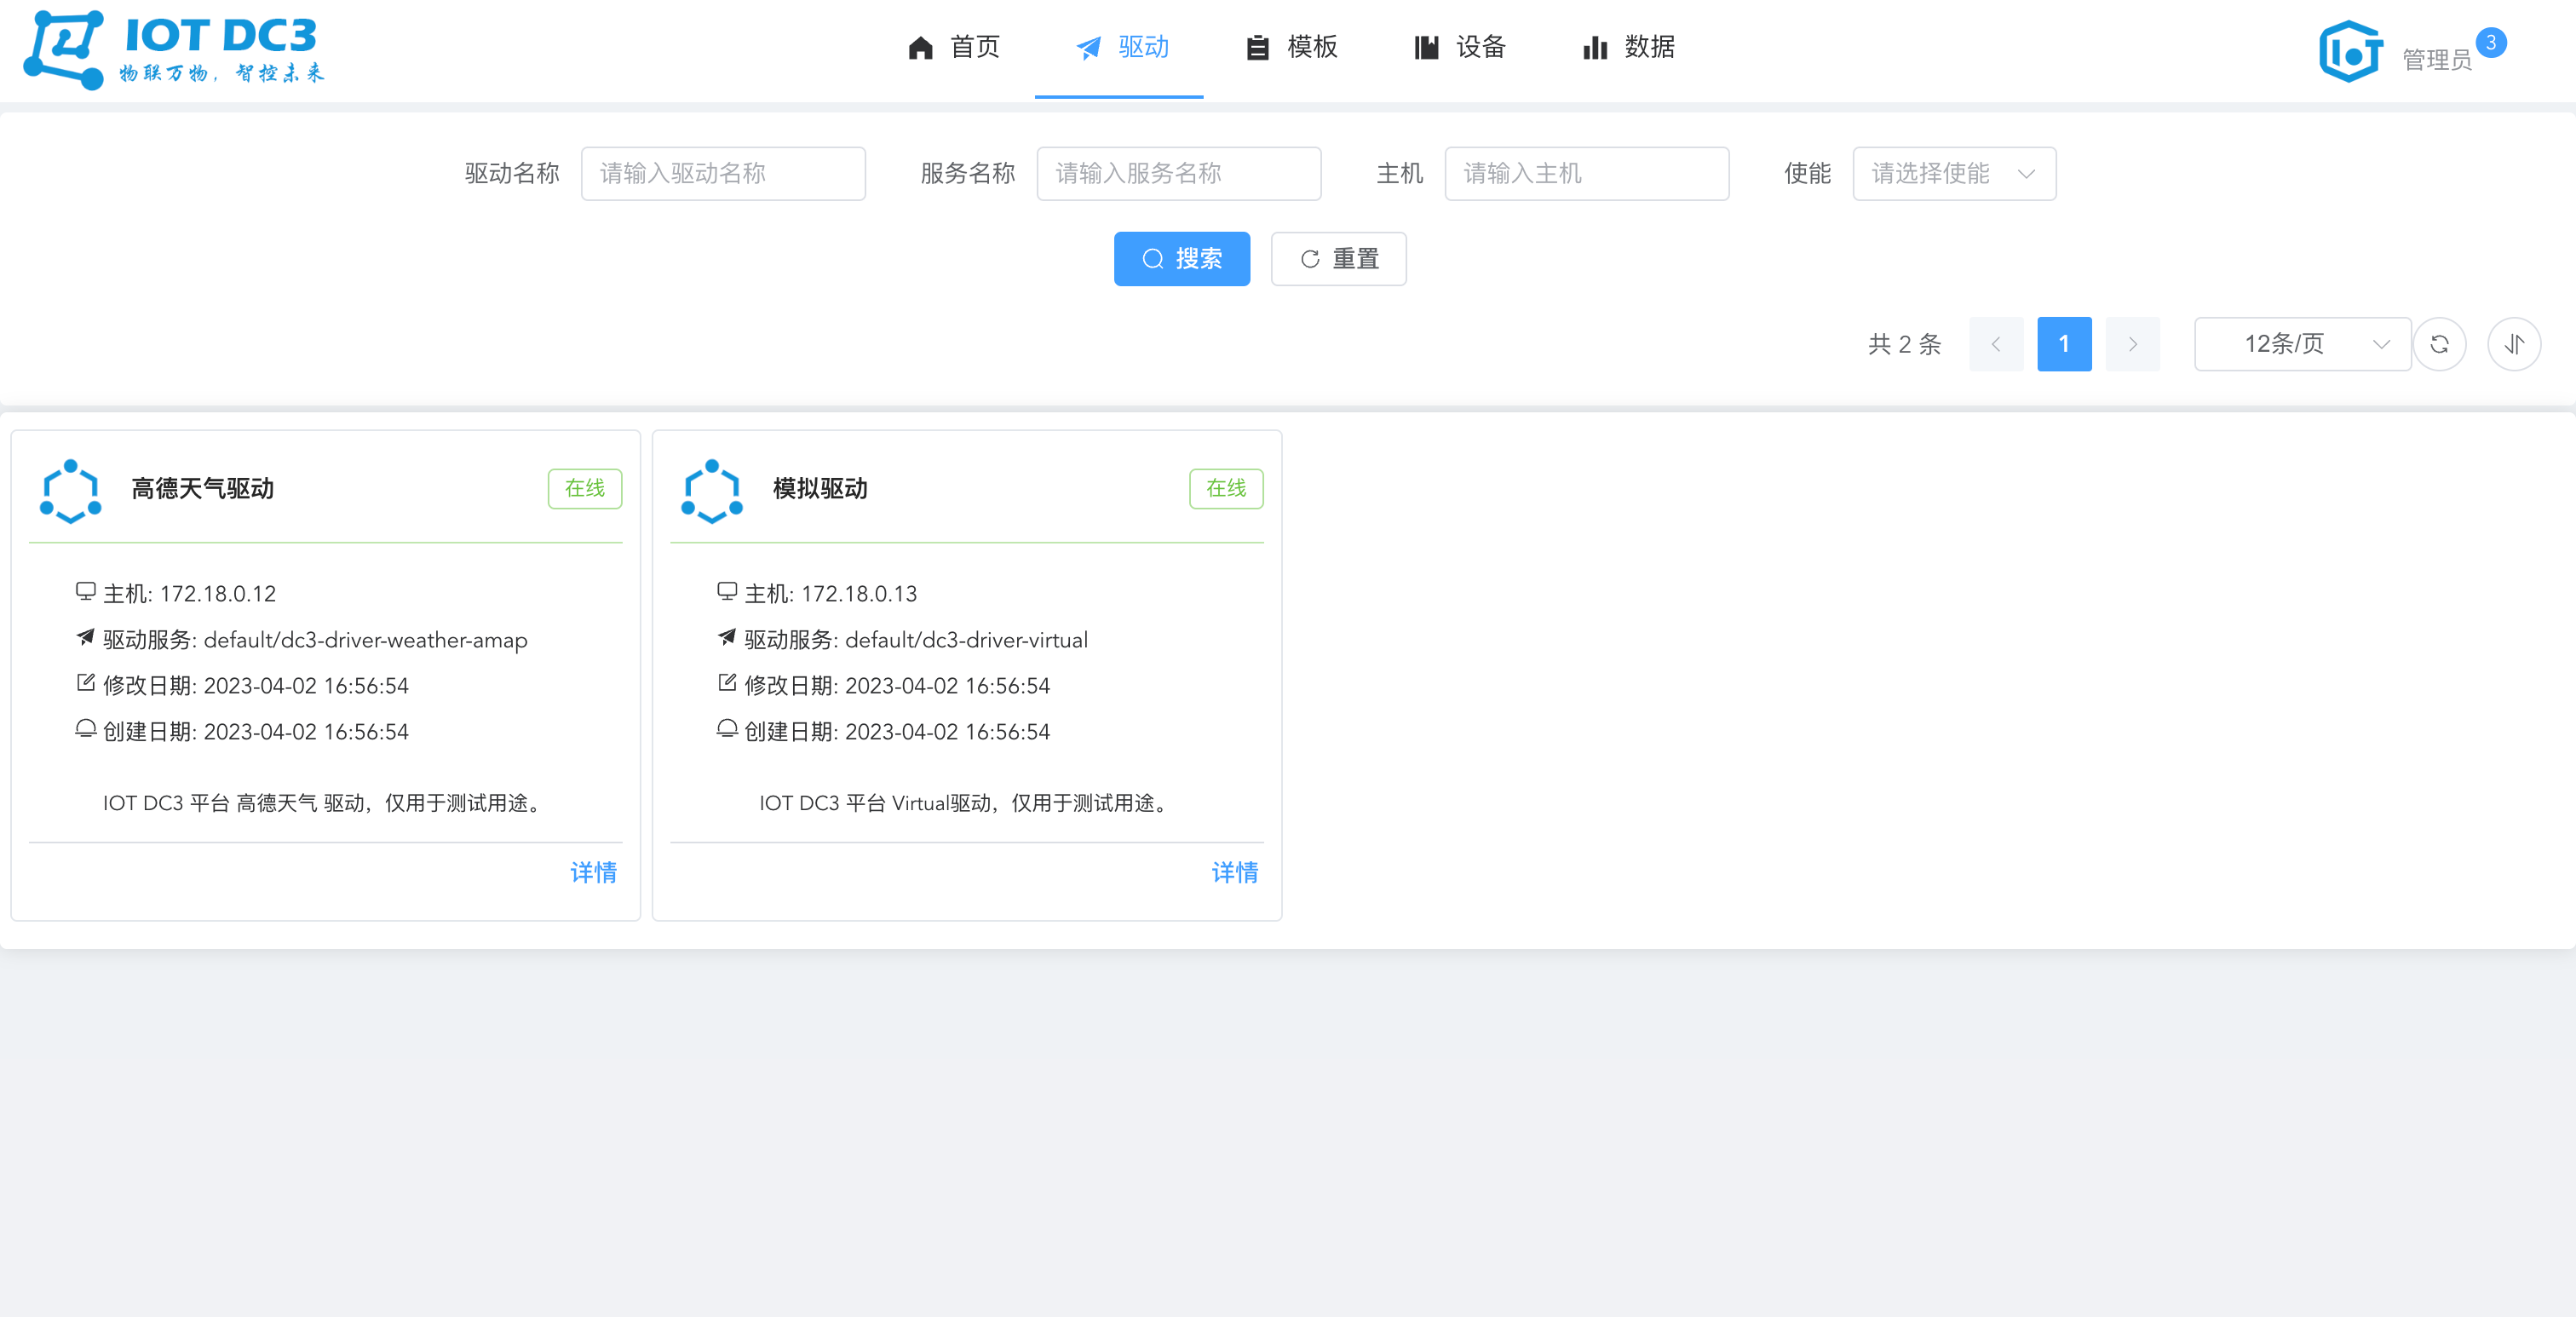 IOT DC3
物联万物，智控未来
首页 驱动 模板 设备 数据
管理员 3
驱动名称 请输入驱动名称 服务名称 请输入服务名称 主机 请输入主机 使能 请选择使能
搜索 重置
共 2 条 1 12条/页
高德天气驱动 在线
主机: 172.18.0.12
驱动服务: default/dc3-driver-weather-amap
修改日期: 2023-04-02 16:56:54
创建日期: 2023-04-02 16:56:54
IOT DC3 平台 高德天气 驱动，仅用于测试用途。
详情
模拟驱动 在线
主机: 172.18.0.13
驱动服务: default/dc3-driver-virtual
修改日期: 2023-04-02 16:56:54
创建日期: 2023-04-02 16:56:54
IOT DC3 平台 Virtual驱动，仅用于测试用途。
详情